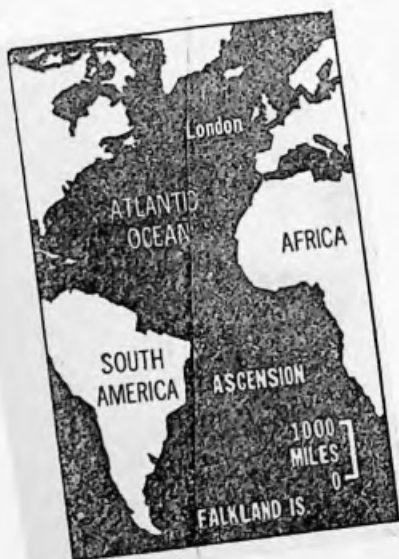 London
ATLANTIC
OCEAN
AFRICA
SOUTH
AMERICA
ASCENSION
1000
MILES
0
FALKLAND IS.